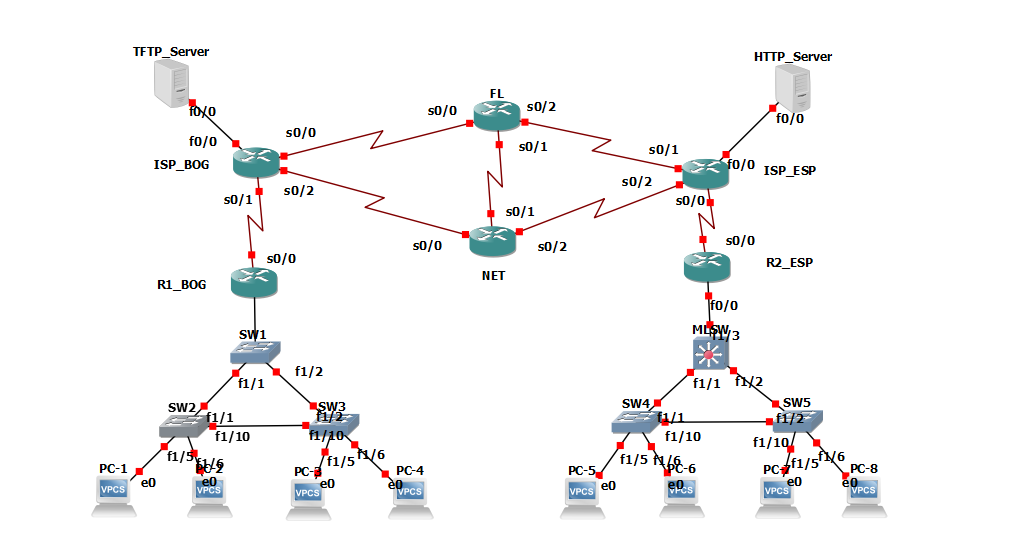 TFTP_Server
HTTP_Server
FL
f0/0
s0/0
s0/2
f0/0
f0/0
s0/0
s0/1
s0/1
f0/0
ISP_BOG
ISP_ESP
s0/1
s0/2
s0/2
s0/0
s0/1
s0/0
s0/2
s0/0
s0/0
NET
R1_BOG
R2_ESP
f0/0
SW1
MLSW
f1/3
f1/1
f1/2
f1/1
f1/2
SW2
SW3
SW4
SW5
f1/1
f1/2
f1/1
f1/2
f1/10
f1/10
f1/10
f1/10
f1/5
f1/6
f1/5
f1/6
f1/5
f1/6
f1/5
f1/6
PC-1
PC-2
PC-3
PC-4
PC-5
PC-6
PC-8
e0
e0
e0
e0
e0
e0
e0
e0
VPCS
VPCS
VPCS
VPCS
VPCS
VPCS
VPCS
VPCS